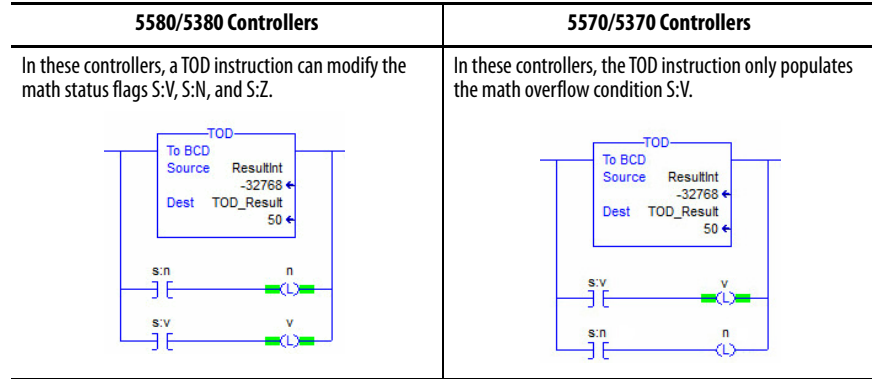 5580/5380 Controllers
5570/5370 Controllers
In these controllers, a TOD instruction can modify the
math status flags S:V, S:N, and S:Z.
In these controllers, the TOD instruction only populates
the math overflow condition S:V.
TOD
To BCD
Source ResultInt
-32768
Dest TOD_Result
50
s:n n
L
s:v v
L
TOD
To BCD
Source ResultInt
-32768
Dest TOD_Result
50
s:v v
L
s:n n
L